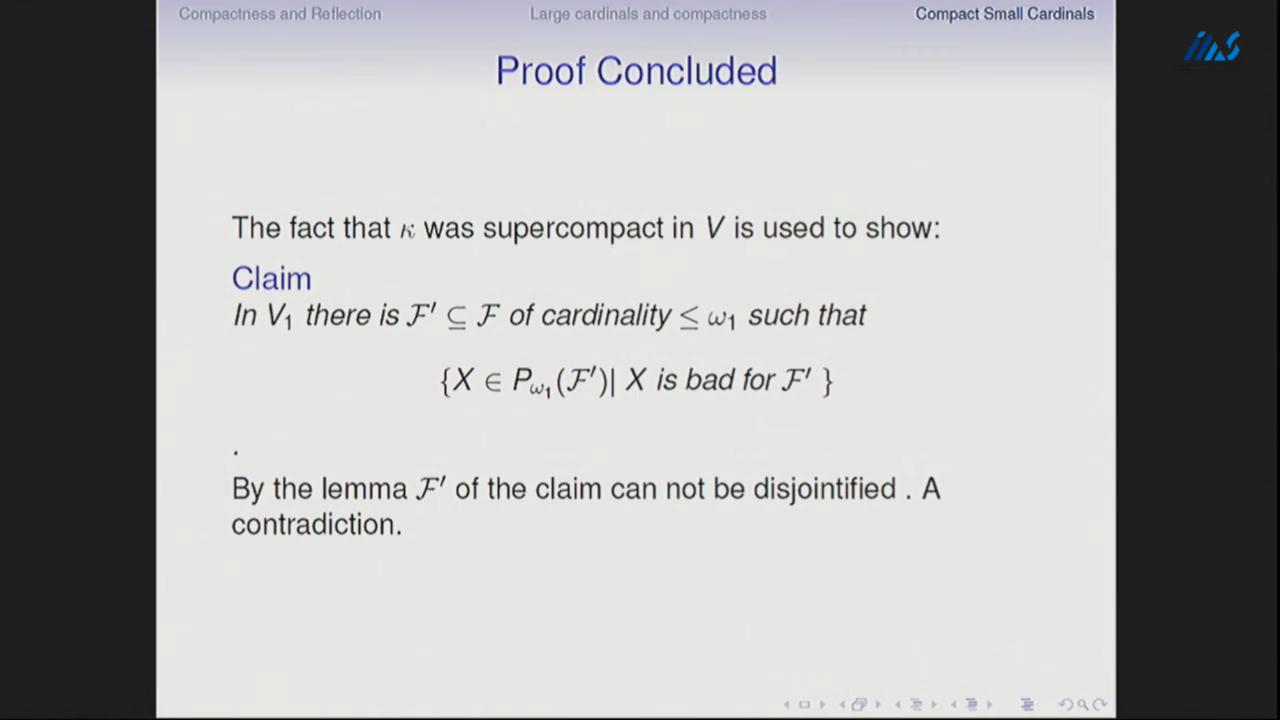 Compactness and Reflection Large cardinals and compactness Compact Small Cardinals
IIAS
Proof Concluded
The fact that κ was supercompact in V is used to show:
Claim
In V₁ there is 𝓕′ ⊆ 𝓕 of cardinality ≤ ω₁ such that
{X ∈ P_{ω₁}(𝓕′)| X is bad for 𝓕′ }
.
By the lemma 𝓕′ of the claim can not be disjointified . A
contradiction.